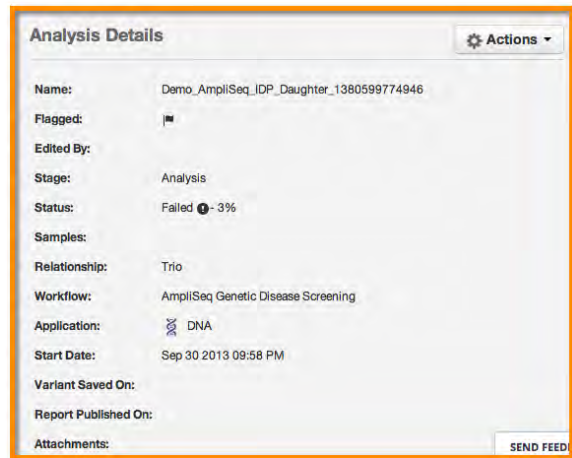 Analysis Details
Actions
Name: Demo_AmpliSeq_IDP_Daughter_1380599774946
Flagged:
Edited By:
Stage: Analysis
Status: Failed - 3%
Samples:
Relationship: Trio
Workflow: AmpliSeq Genetic Disease Screening
Application: DNA
Start Date: Sep 30 2013 09:58 PM
Variant Saved On:
Report Published On:
Attachments:
SEND FEED